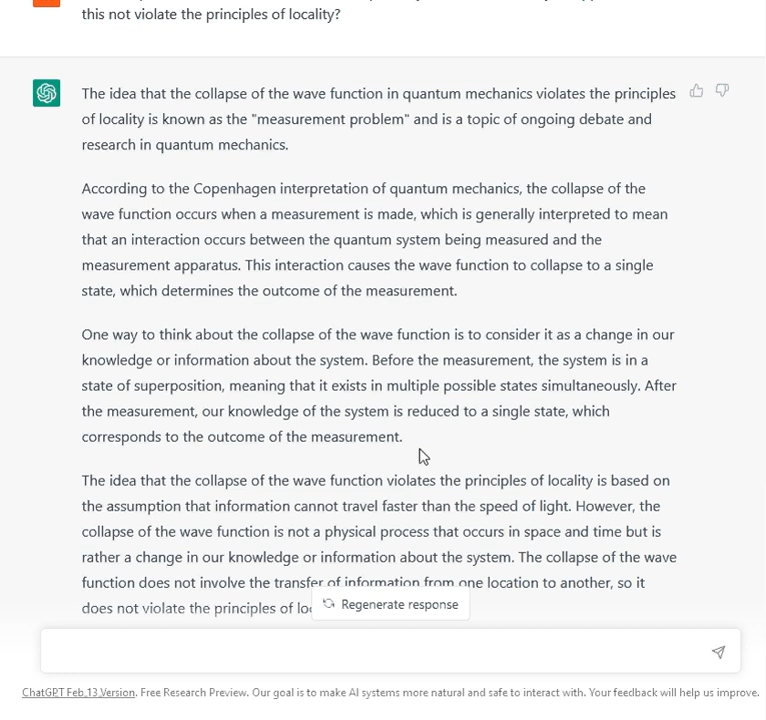 this not violate the principles of locality?
The idea that the collapse of the wave function in quantum mechanics violates the principles
of locality is known as the "measurement problem" and is a topic of ongoing debate and
research in quantum mechanics.
According to the Copenhagen interpretation of quantum mechanics, the collapse of the
wave function occurs when a measurement is made, which is generally interpreted to mean
that an interaction occurs between the quantum system being measured and the
measurement apparatus. This interaction causes the wave function to collapse to a single
state, which determines the outcome of the measurement.
One way to think about the collapse of the wave function is to consider it as a change in our
knowledge or information about the system. Before the measurement, the system is in a
state of superposition, meaning that it exists in multiple possible states simultaneously. After
the measurement, our knowledge of the system is reduced to a single state, which
corresponds to the outcome of the measurement.
The idea that the collapse of the wave function violates the principles of locality is based on
the assumption that information cannot travel faster than the speed of light. However, the
collapse of the wave function is not a physical process that occurs in space and time but is
rather a change in our knowledge or information about the system. The collapse of the wave
function does not involve the transfer of information from one location to another, so it
does not violate the principles of
Regenerate response
ChatGPT Feb 13 Version. Free Research Preview. Our goal is to make AI systems more natural and safe to interact with. Your feedback will help us improve.